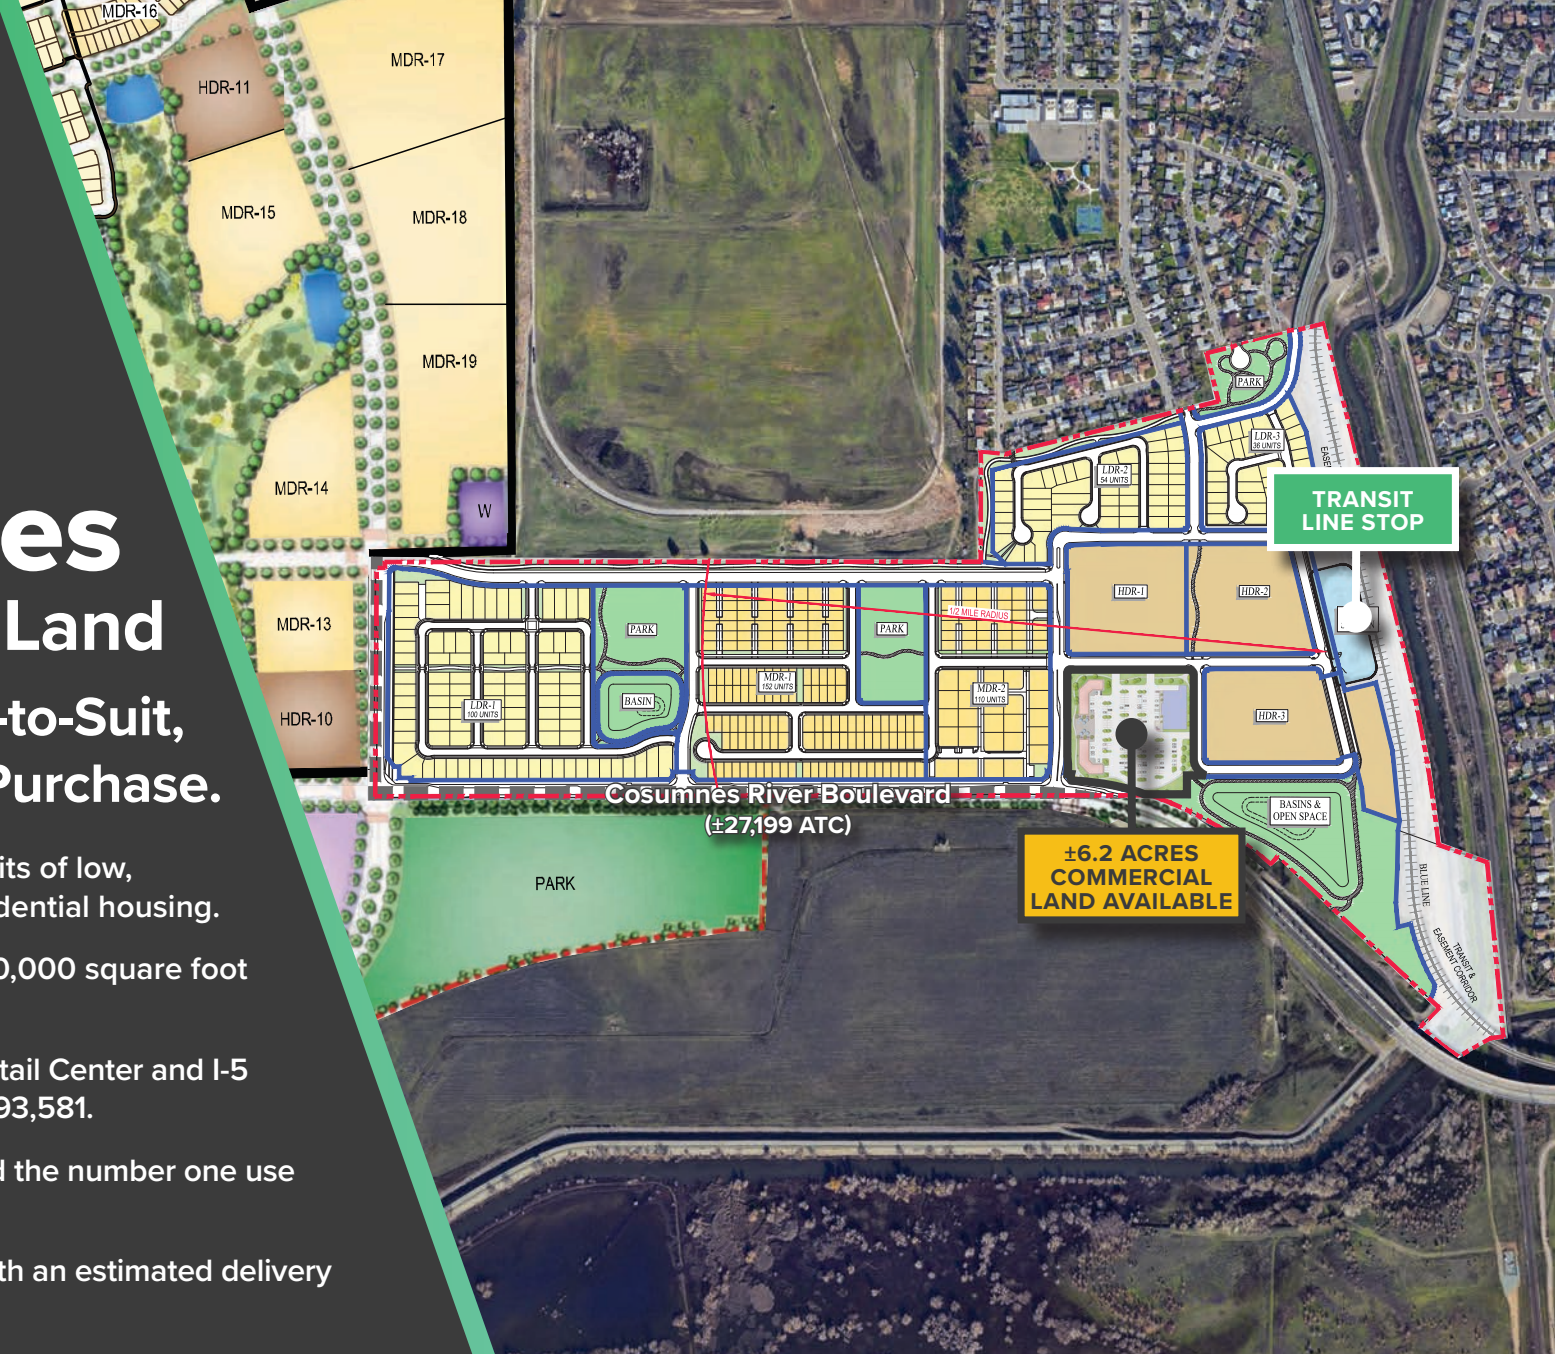 es
Land
-to-Suit,
Purchase.
its of low,
dential housing.
0,000 square foot
tail Center and I-5
93,581.
d the number one use
th an estimated delivery
MDR-16
MDR-17
HDR-11
MDR-15
MDR-18
MDR-19
MDR-14
W
MDR-13
HDR-10
PARK
LDR-3
36 UNITS
LDR-2
54 UNITS
TRANSIT
LINE STOP
HDR-1
HDR-2
1/2 MILE RADIUS
PARK
PARK
BASIN
LDR-1
100 UNITS
MDR-1
152 UNITS
MDR-2
110 UNITS
HDR-3
Cosumnes River Boulevard
(±27,199 ATC)
BASINS &
OPEN SPACE
±6.2 ACRES
COMMERCIAL
LAND AVAILABLE
PARK
BLUE LINE
TRANSIT &
EASEMENT CORRIDOR